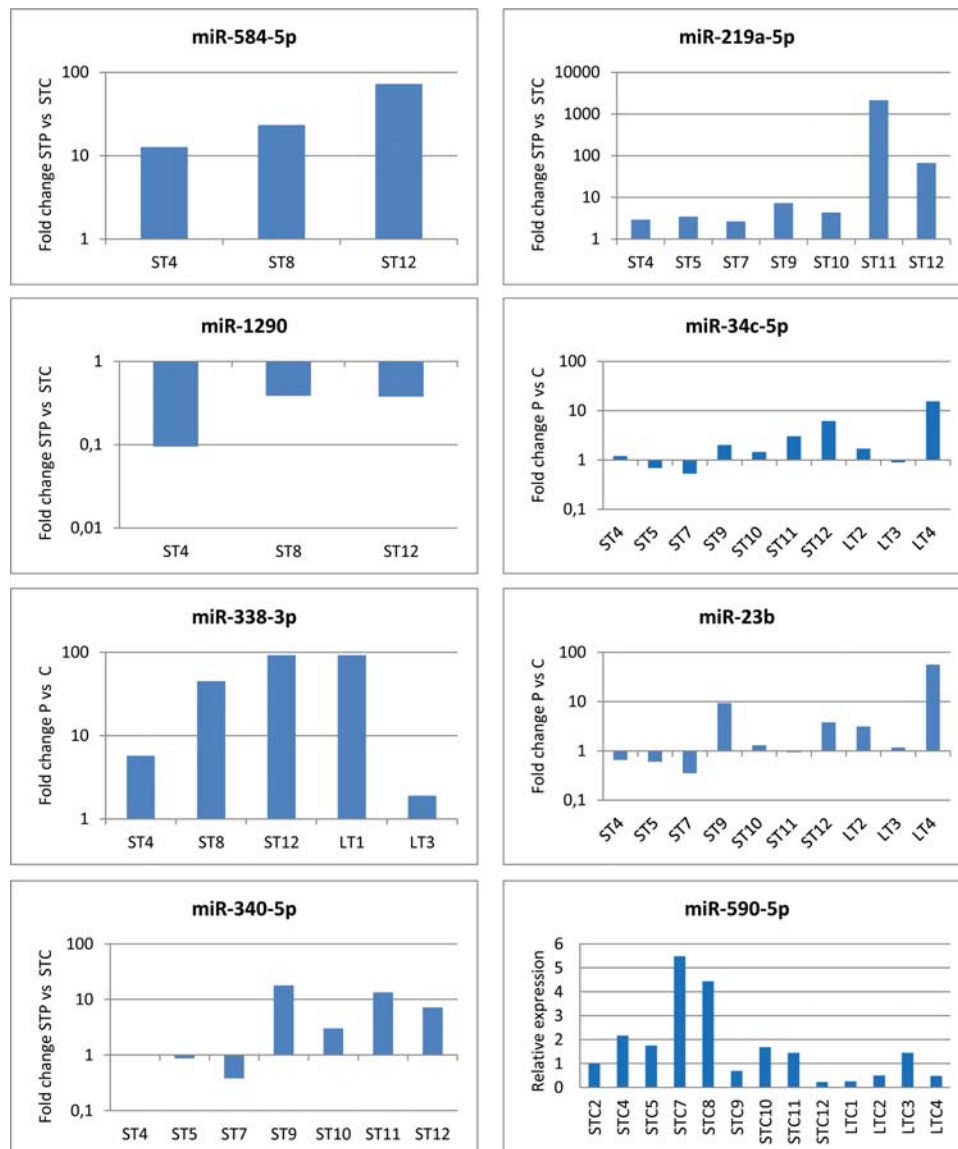 miR-584-5p
Fold change STP vs STC
100
10
1
ST4 ST8 ST12
miR-219a-5p
Fold change STP vs STC
10000
1000
100
10
1
ST4 ST5 ST7 ST9 ST10 ST11 ST12
miR-1290
Fold change STP vs STC
1
0,1
0,01
ST4 ST8 ST12
miR-34c-5p
Fold change P vs C
100
10
1
0,1
ST4 ST5 ST7 ST9 ST10 ST11 ST12 LT2 LT3 LT4
miR-338-3p
Fold change P vs C
100
10
1
ST4 ST8 ST12 LT1 LT3
miR-23b
Fold change P vs C
100
10
1
0,1
ST4 ST5 ST7 ST9 ST10 ST11 ST12 LT2 LT3 LT4
miR-340-5p
Fold change STP vs STC
100
10
1
0,1
ST4 ST5 ST7 ST9 ST10 ST11 ST12
miR-590-5p
Relative expression
6
5
4
3
2
1
0
STC2 STC4 STC5 STC7 STC8 STC9 STC10 STC11 STC12 LTC1 LTC2 LTC3 LTC4